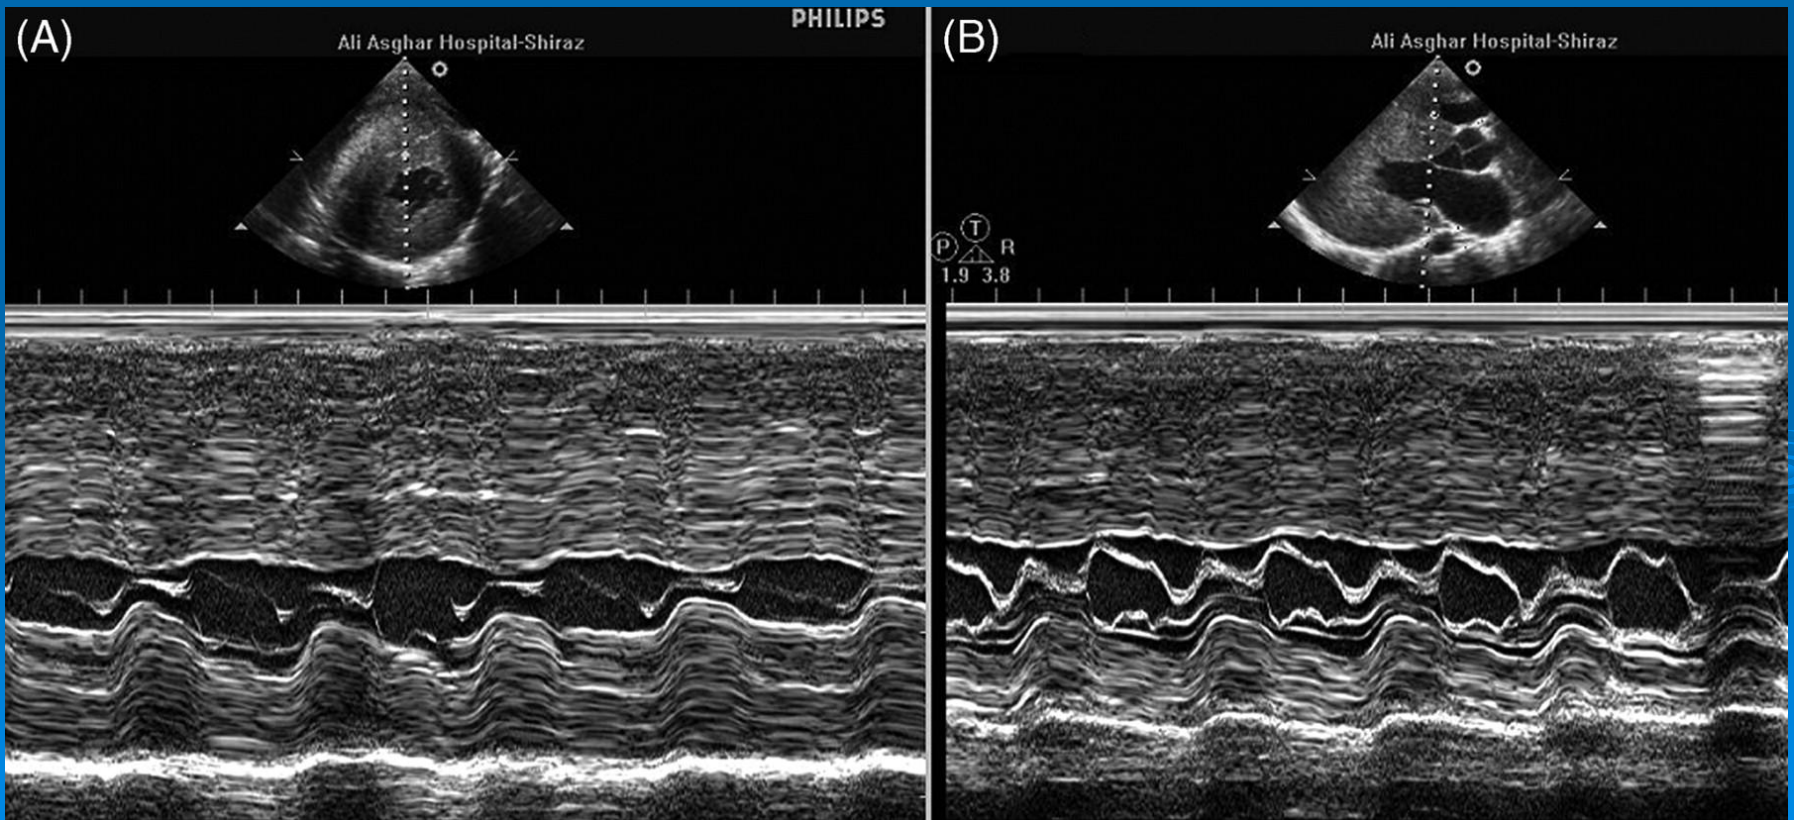 (A)
PHILIPS
Ali Asghar Hospital-Shiraz
(B)
Ali Asghar Hospital-Shiraz
T
P R
1.9 3.8